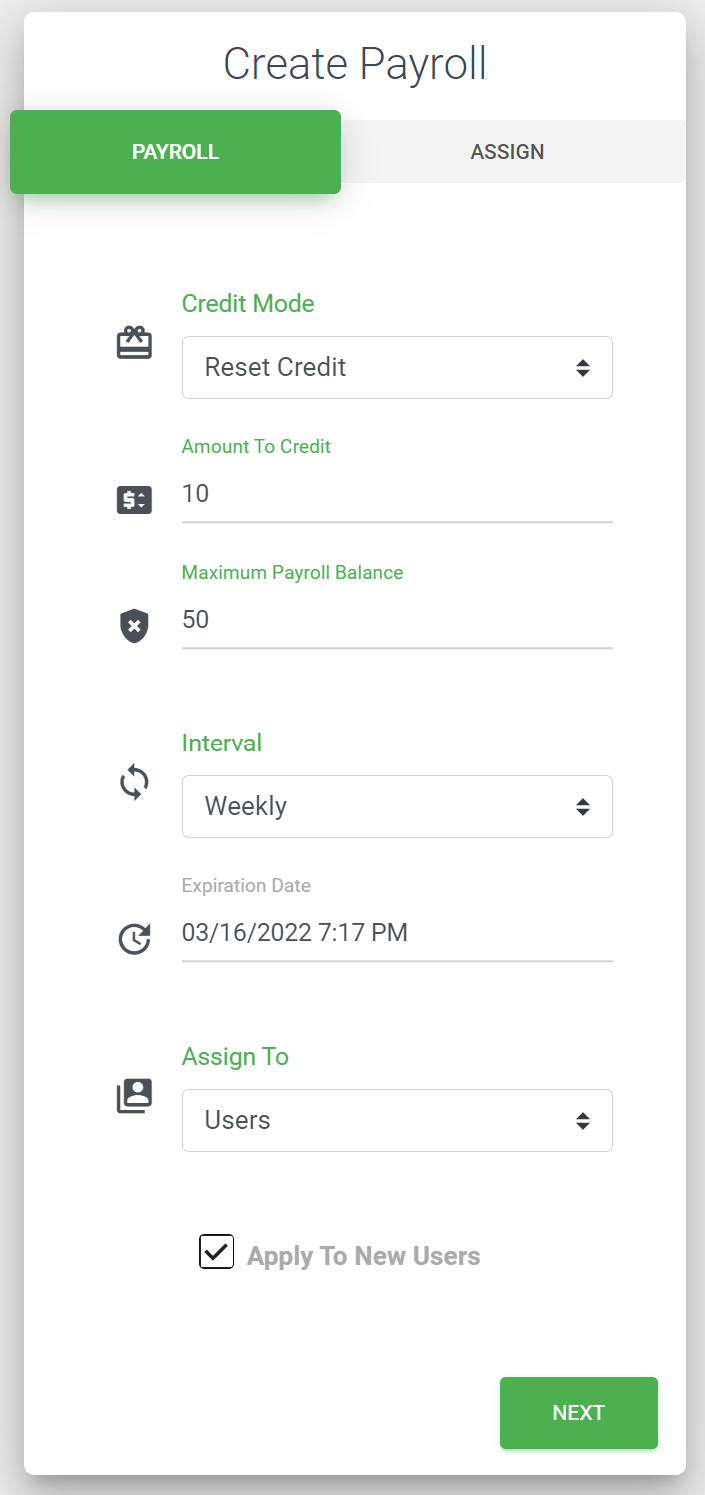 Create Payroll
PAYROLL ASSIGN
Credit Mode
Reset Credit
Amount To Credit
$
10
Maximum Payroll Balance
50
Interval
Weekly
Expiration Date
03/16/2022 7:17 PM
Assign To
Users
Apply To New Users
NEXT